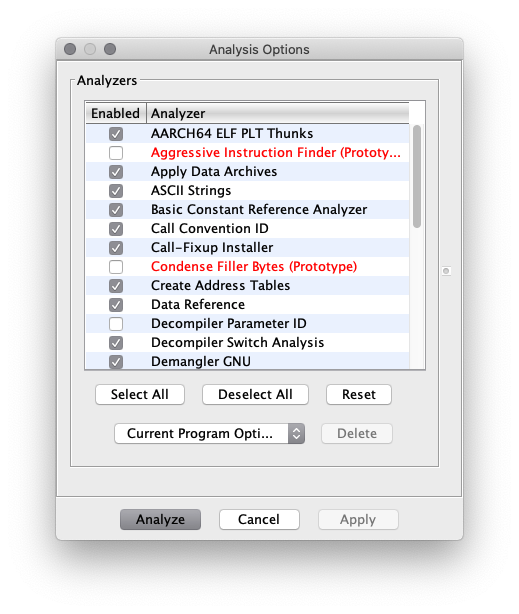 Analysis Options
Analyzers
Enabled Analyzer
AARCH64 ELF PLT Thunks
Aggressive Instruction Finder (Prototy...
Apply Data Archives
ASCII Strings
Basic Constant Reference Analyzer
Call Convention ID
Call-Fixup Installer
Condense Filler Bytes (Prototype)
Create Address Tables
Data Reference
Decompiler Parameter ID
Decompiler Switch Analysis
Demangler GNU
Select All Deselect All Reset
Current Program Opti... Delete
Analyze Cancel Apply